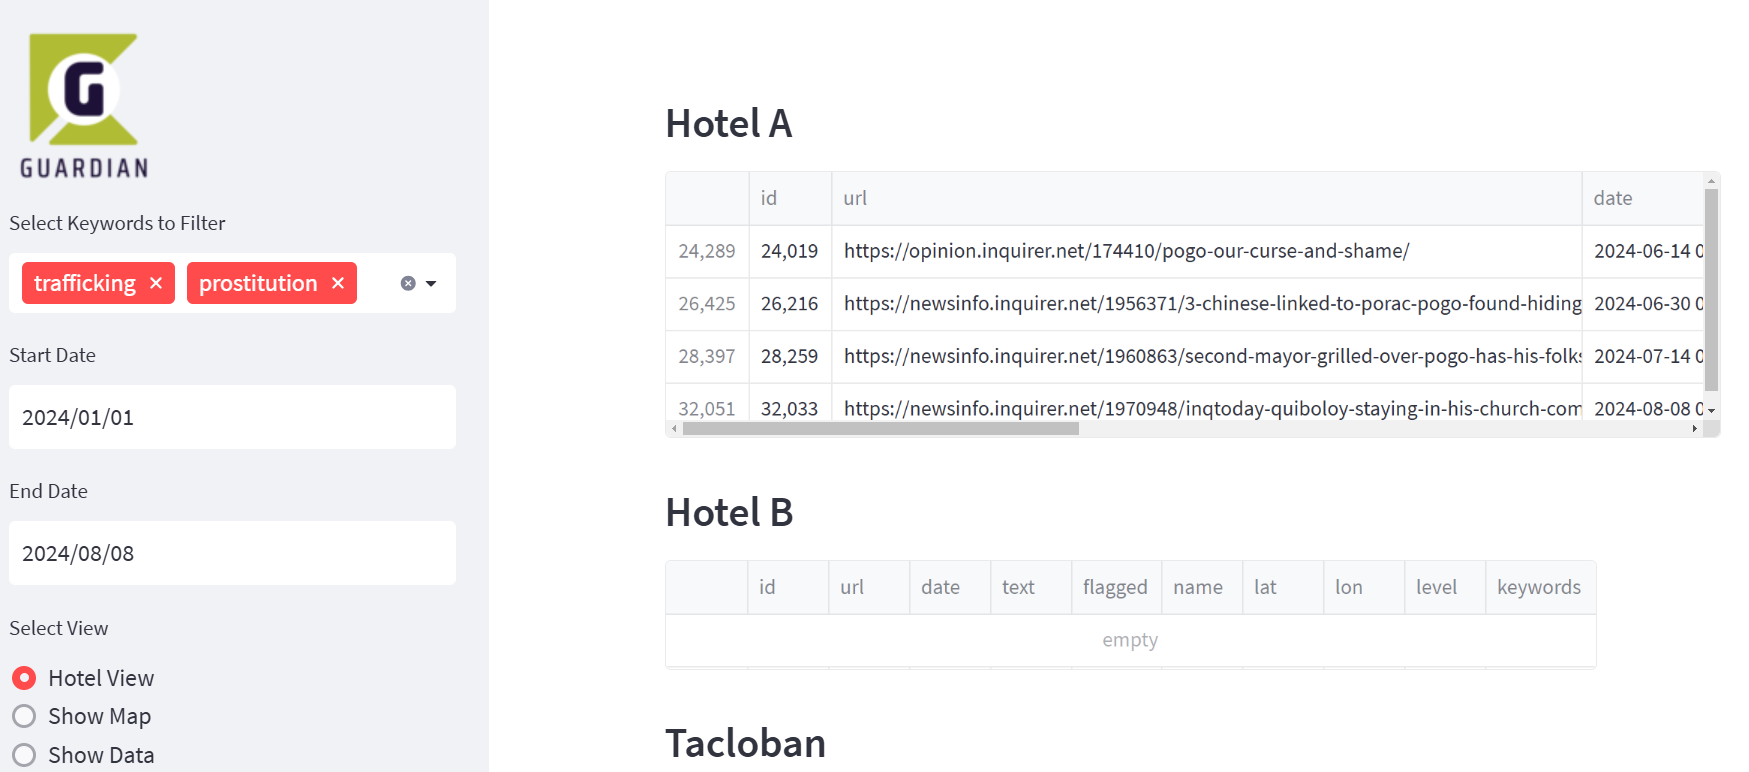 G
GUARDIAN
Select Keywords to Filter
trafficking × prostitution ×
Start Date
2024/01/01
End Date
2024/08/08
Select View
Hotel View
Show Map
Show Data
Hotel A
id url date
24,289 24,019 https://opinion.inquirer.net/174410/pogo-our-curse-and-shame/ 2024-06-14 0
26,425 26,216 https://newsinfo.inquirer.net/1956371/3-chinese-linked-to-porac-pogo-found-hiding 2024-06-30 0
28,397 28,259 https://newsinfo.inquirer.net/1960863/second-mayor-grilled-over-pogo-has-his-folks 2024-07-14 0
32,051 32,033 https://newsinfo.inquirer.net/1970948/inqtoday-quiboloy-staying-in-his-church-com 2024-08-08 0
Hotel B
id url date text flagged name lat lon level keywords
empty
Tacloban